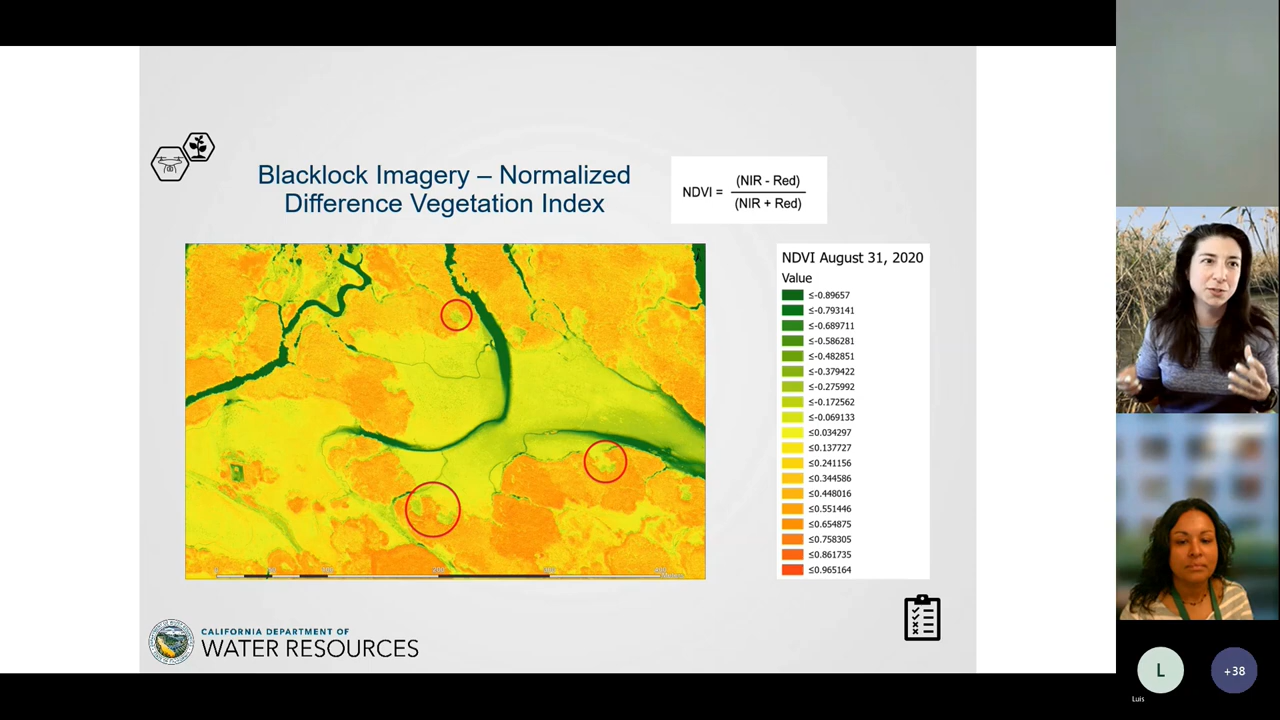 Blacklock Imagery – Normalized
Difference Vegetation Index
NDVI =
(NIR - Red)
(NIR + Red)
NDVI August 31, 2020
Value
≤-0.89657
≤-0.793141
≤-0.689711
≤-0.586281
≤-0.482851
≤-0.379422
≤-0.275992
≤-0.172562
≤-0.069133
≤0.034297
≤0.137727
≤0.241156
≤0.344586
≤0.448016
≤0.551446
≤0.654875
≤0.758305
≤0.861735
≤0.965164
CALIFORNIA DEPARTMENT OF
WATER RESOURCES
L
+38
Luis